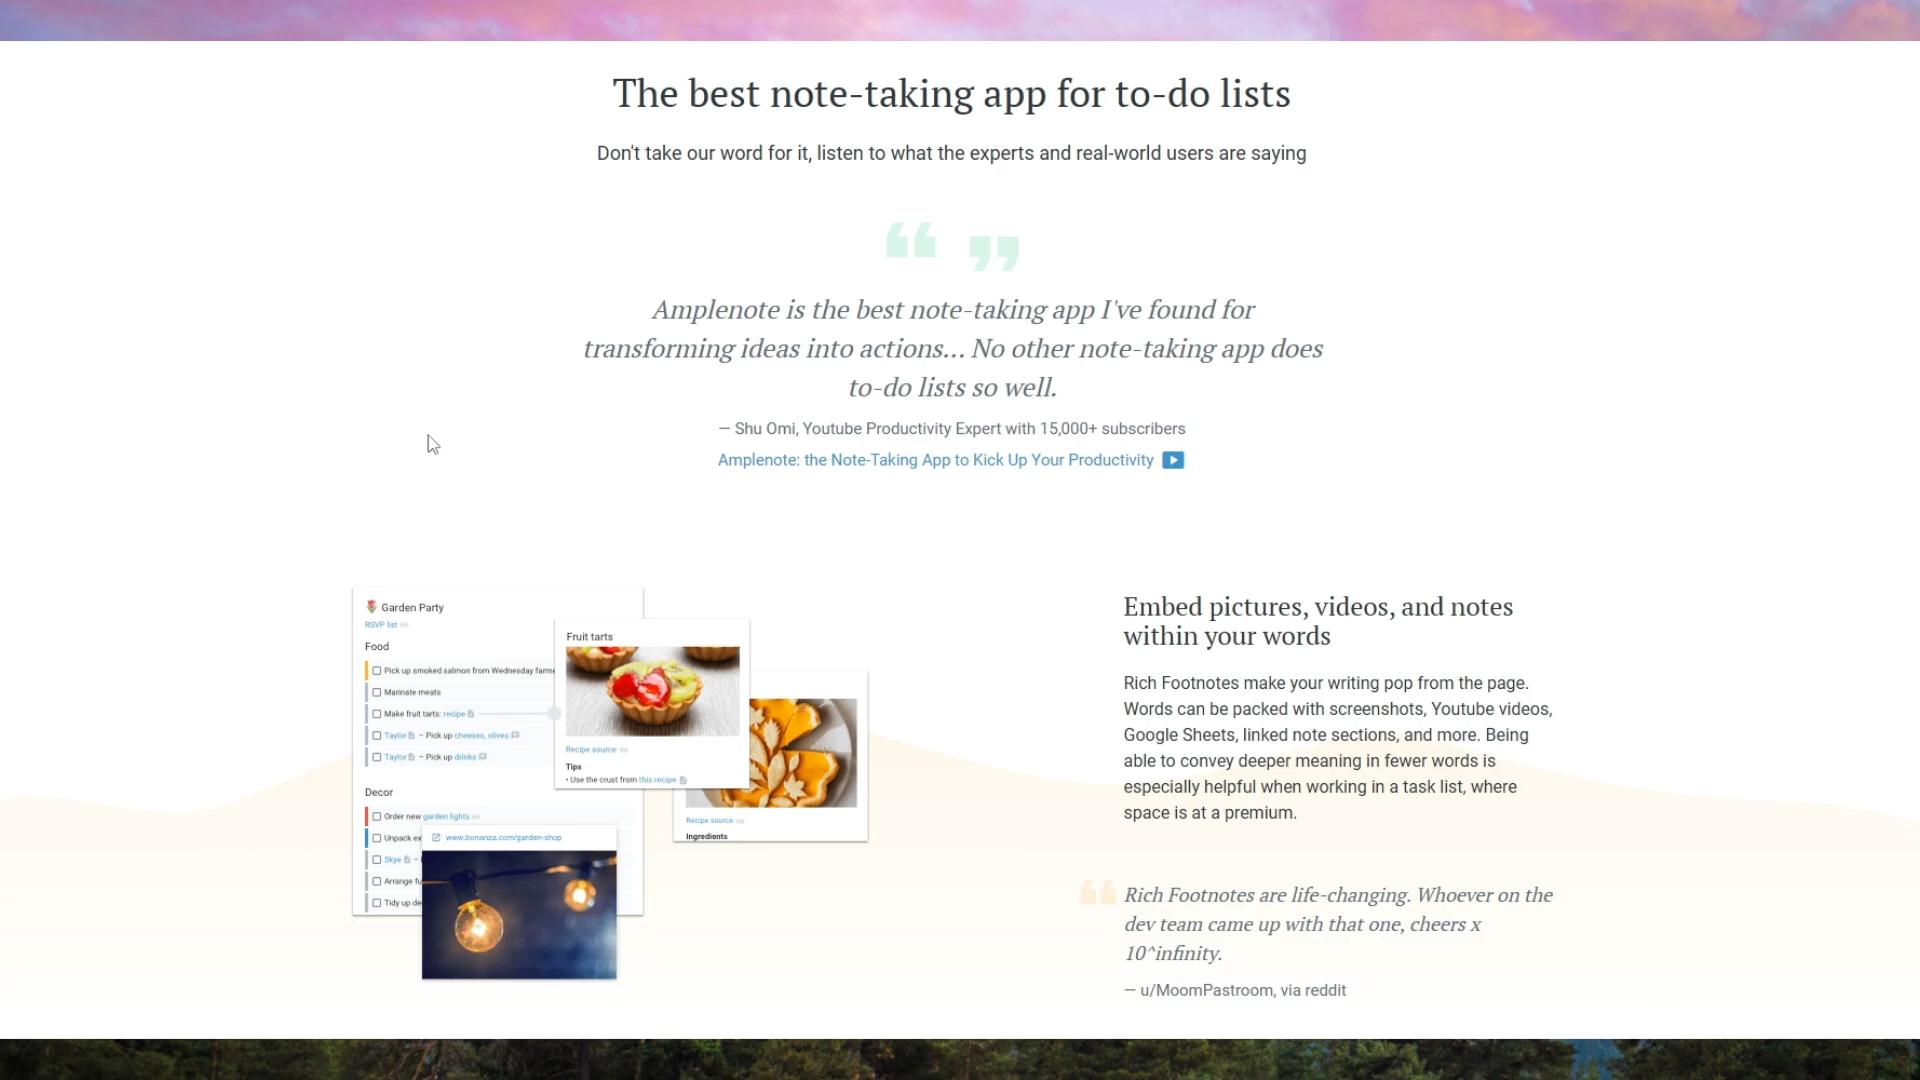 The best note-taking app for to-do lists
Don't take our word for it, listen to what the experts and real-world users are saying
“ ”
Amplenote is the best note-taking app I've found for
transforming ideas into actions... No other note-taking app does
to-do lists so well.
— Shu Omi, Youtube Productivity Expert with 15,000+ subscribers
Amplenote: the Note-Taking App to Kick Up Your Productivity
Garden Party
RSVP list
Food
Pick up smoked salmon from Wednesday farme
Marinate meats
Make fruit tarts: recipe
Taylor – Pick up cheeses, olives
Taylor – Pick up drinks
Decor
Order new garden lights
Unpack ex
Skye –
Arrange fu
Tidy up de
www.bonanza.com/garden-shop
Fruit tarts
Recipe source
Tips
• Use the crust from this recipe
Recipe source
Ingredients
Embed pictures, videos, and notes
within your words
Rich Footnotes make your writing pop from the page.
Words can be packed with screenshots, Youtube videos,
Google Sheets, linked note sections, and more. Being
able to convey deeper meaning in fewer words is
especially helpful when working in a task list, where
space is at a premium.
“ Rich Footnotes are life-changing. Whoever on the
dev team came up with that one, cheers x
10^infinity.
— u/MoomPastroom, via reddit